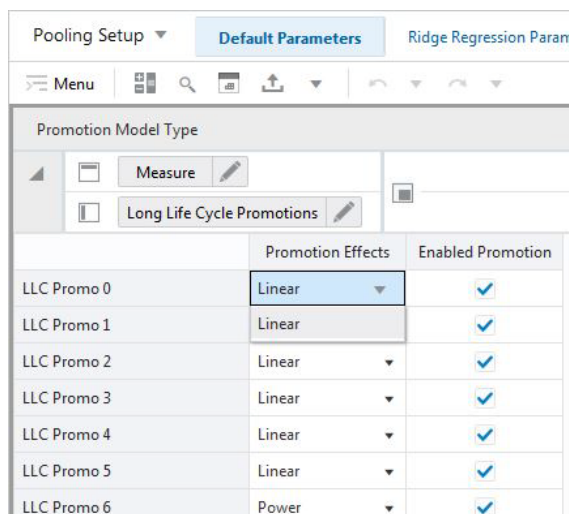 Pooling Setup Default Parameters Ridge Regression Param
Menu
Promotion Model Type
Measure
Long Life Cycle Promotions
Promotion Effects Enabled Promotion
LLC Promo 0 Linear
LLC Promo 1 Linear
LLC Promo 2 Linear
LLC Promo 3 Linear
LLC Promo 4 Linear
LLC Promo 5 Linear
LLC Promo 6 Power